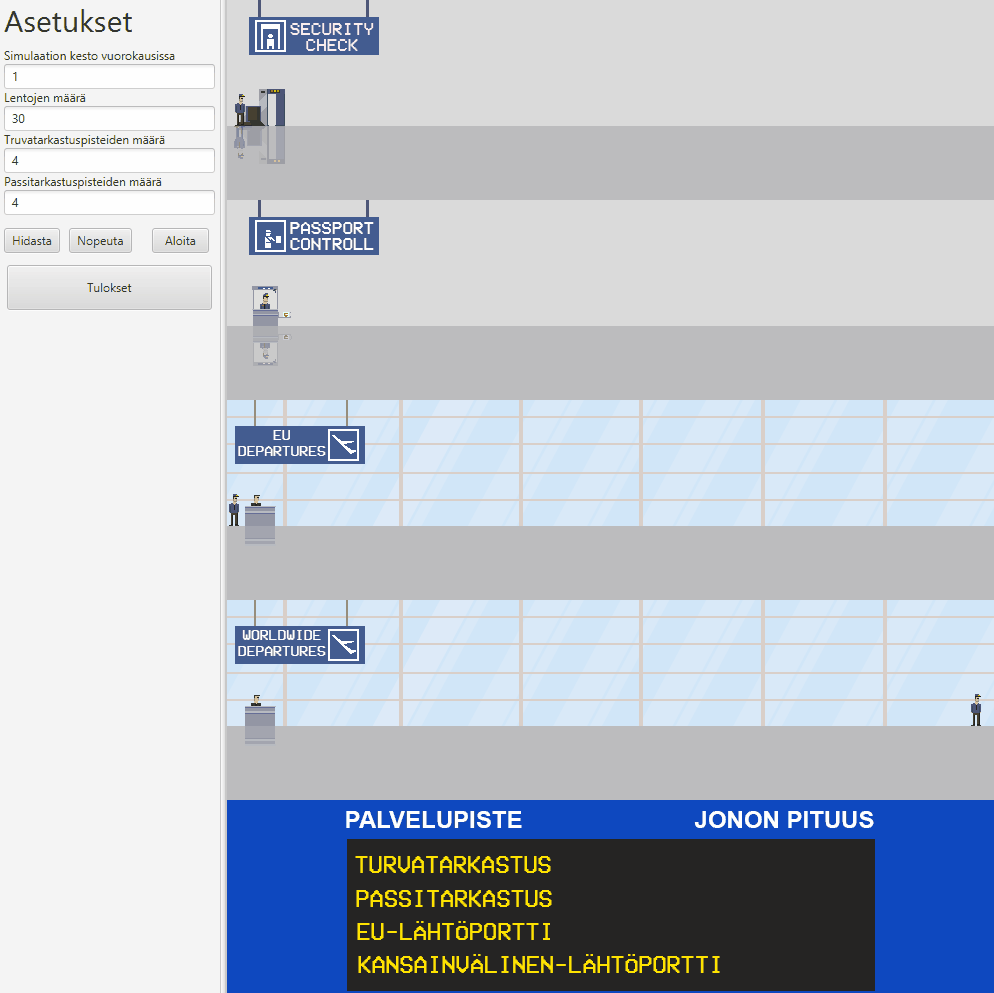 Asetukset
Simulaation kesto vuorokausissa
1
Lentojen määrä
30
Truvatarkastuspisteiden määrä
4
Passitarkastuspisteiden määrä
4
Hidasta Nopeuta Aloita
Tulokset
SECURITY
CHECK
PASSPORT
CONTROLL
EU
DEPARTURES
WORLDWIDE
DEPARTURES
PALVELUPISTE JONON PITUUS
TURVATARKASTUS
PASSITARKASTUS
EU-LÄHTÖPORTTI
KANSAINVÄLINEN-LÄHTÖPORTTI